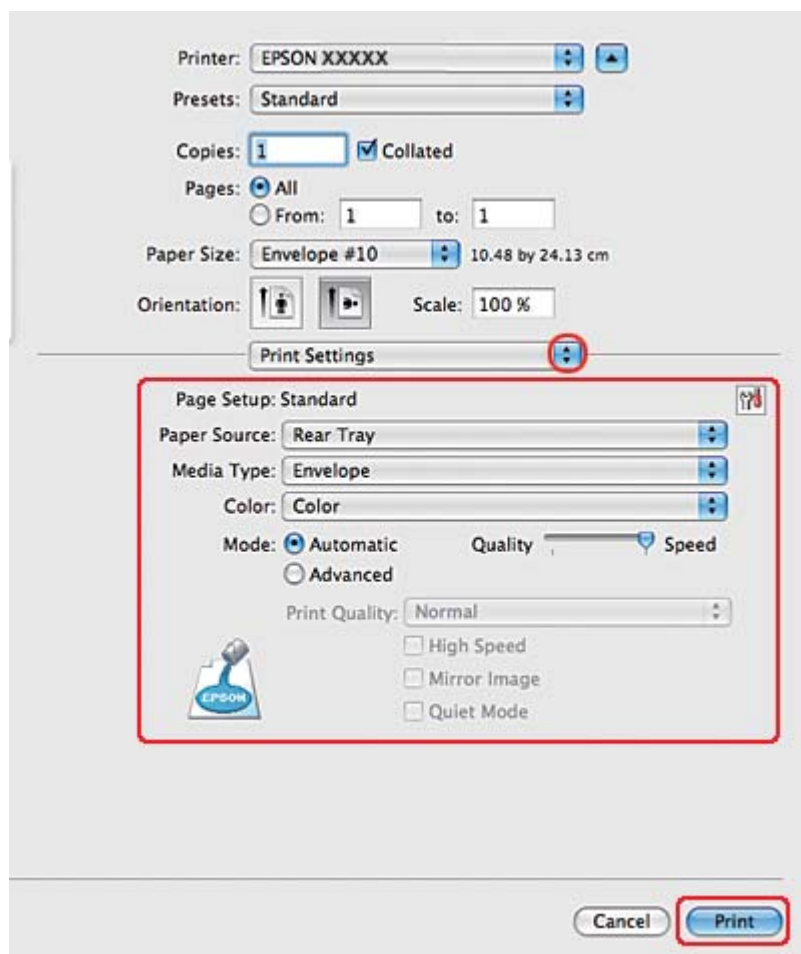 Printer: EPSON XXXXX
Presets: Standard
Copies: 1 Collated
Pages: All
From: 1 to: 1
Paper Size: Envelope #10 10.48 by 24.13 cm
Orientation: Scale: 100 %
Print Settings
Page Setup: Standard
Paper Source: Rear Tray
Media Type: Envelope
Color: Color
Mode: Automatic Quality Speed
Advanced
Print Quality: Normal
High Speed
Mirror Image
Quiet Mode
EPSON
Cancel Print